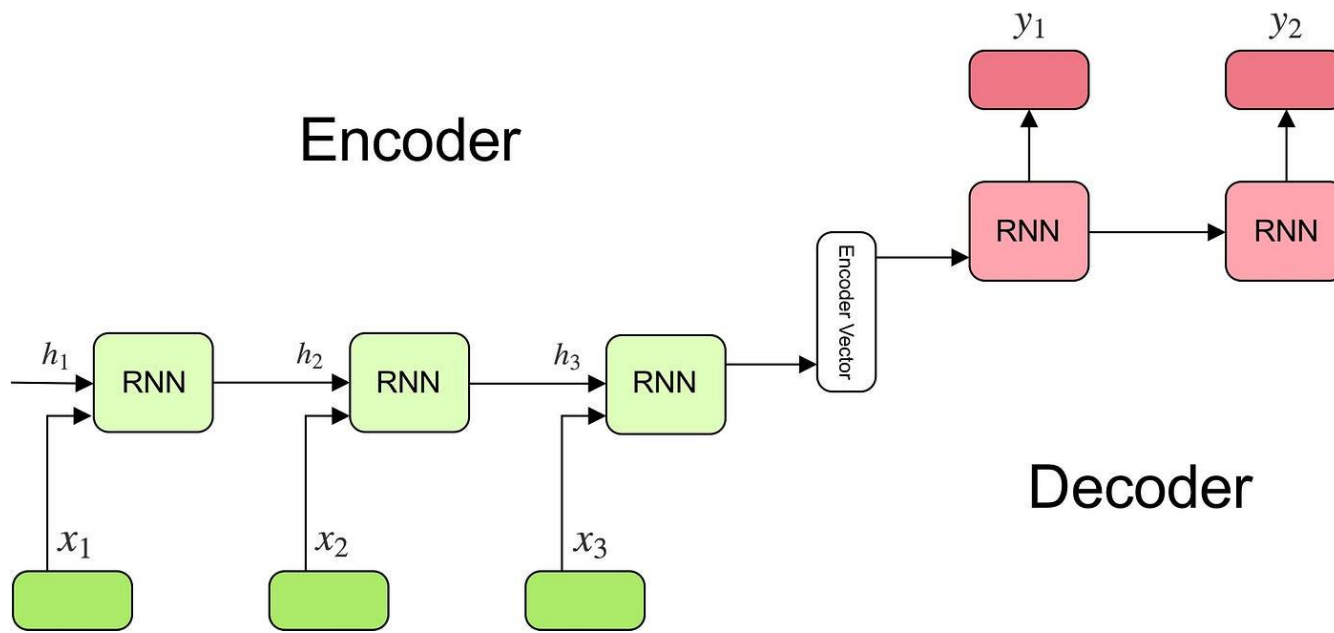 y₁
y₂
Encoder
RNN
RNN
Encoder Vector
h₁
RNN
h₂
RNN
h₃
RNN
Decoder
x₁
x₂
x₃